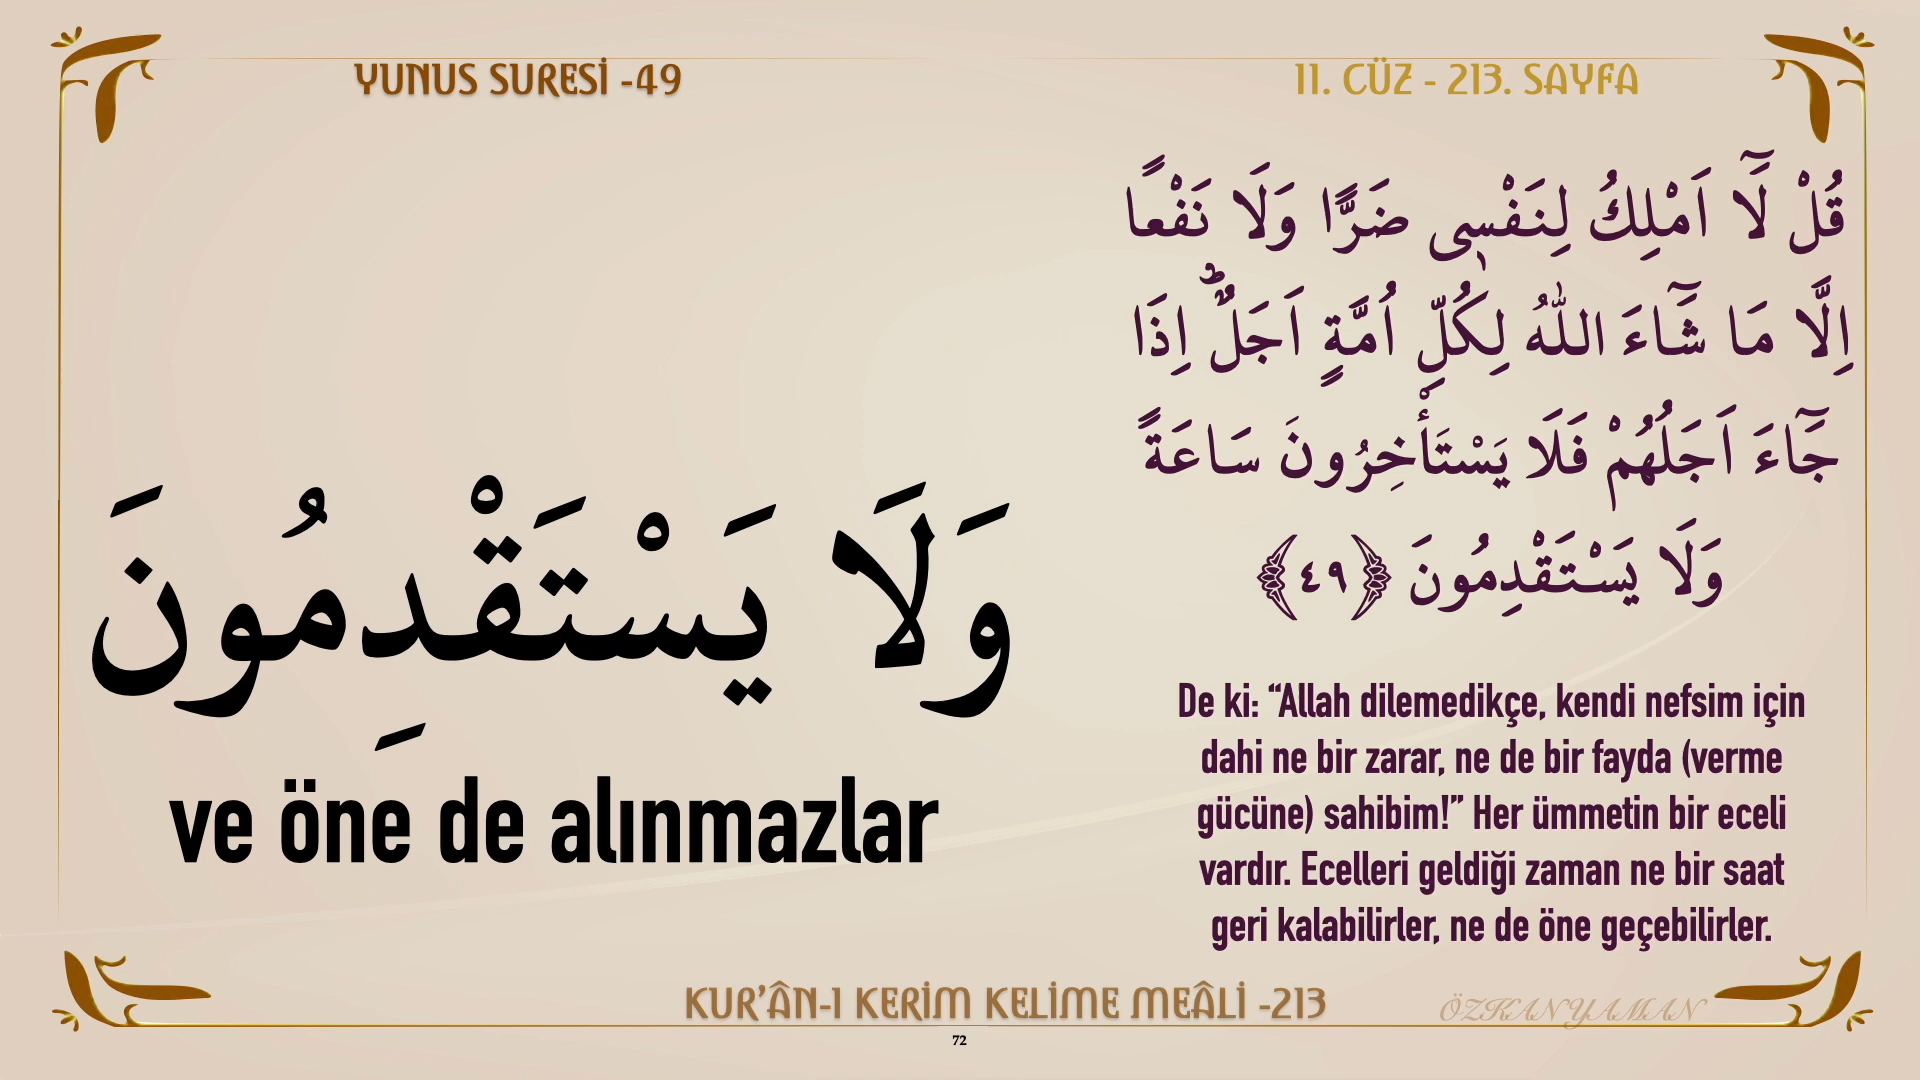 YUNUS SURESİ -49
11. CÜZ - 213. SAYFA
قُلْ لَٓا اَمْلِكُ لِنَفْسٖى ضَرًّا وَلَا نَفْعًا
اِلَّا مَا شَٓاءَ اللّٰهُ لِكُلِّ اُمَّةٍ اَجَلٌؕ اِذَا
جَٓاءَ اَجَلُهُمْ فَلَا يَسْتَأْخِرُونَ سَاعَةً
وَلَا يَسْتَقْدِمُونَ ﴿٤٩﴾
وَلَا يَسْتَقْدِمُونَ
ve öne de alınmazlar
De ki: “Allah dilemedikçe, kendi nefsim için
dahi ne bir zarar, ne de bir fayda (verme
gücüne) sahibim!” Her ümmetin bir eceli
vardır. Ecelleri geldiği zaman ne bir saat
geri kalabilirler, ne de öne geçebilirler.
KUR’ÂN-I KERİM KELİME MEÂLİ -213
ÖZKAN YAMAN
72